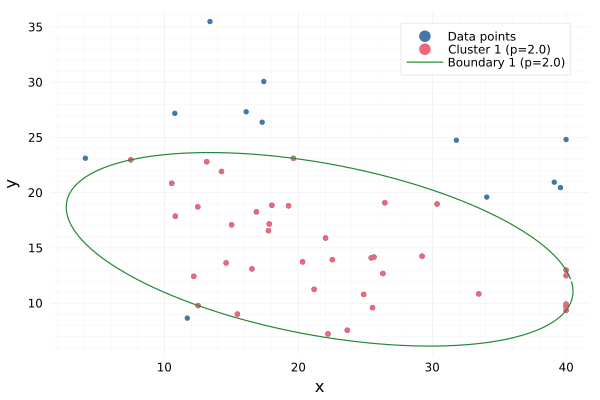 Data points
Cluster 1 (p=2.0)
Boundary 1 (p=2.0)
35
30
25
20
15
10
y
10 20 30 40
x